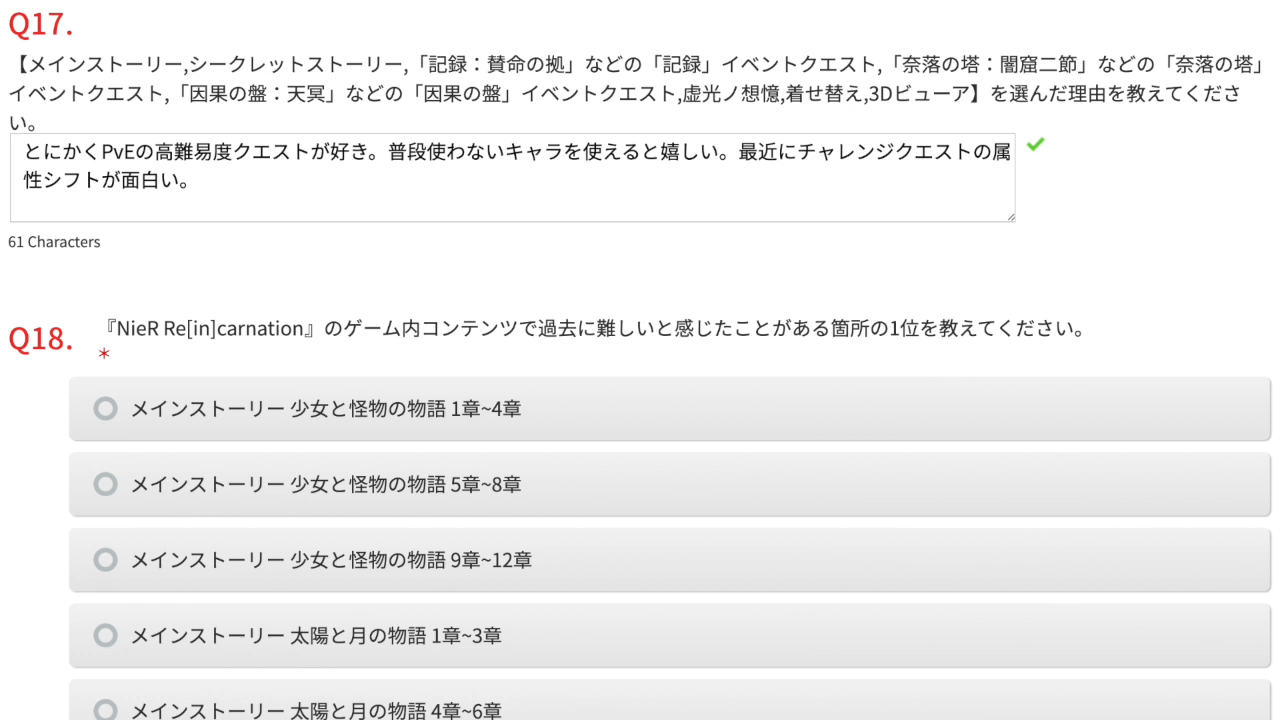 Q17.
【メインストーリー,シークレットストーリー,「記録：賛命の拠」などの「記録」イベントクエスト,「奈落の塔：闇窟二節」などの「奈落の塔」
イベントクエスト,「因果の盤：天冥」などの「因果の盤」イベントクエスト,虚光ノ想憶,着せ替え,3Dビューア】を選んだ理由を教えてくださ
い。
とにかくPvEの高難易度クエストが好き。普段使わないキャラを使えると嬉しい。最近にチャレンジクエストの属
性シフトが面白い。
61 Characters
Q18.
『NieR Re[in]carnation』のゲーム内コンテンツで過去に難しいと感じたことがある箇所の1位を教えてください。
*
メインストーリー 少女と怪物の物語 1章~4章
メインストーリー 少女と怪物の物語 5章~8章
メインストーリー 少女と怪物の物語 9章~12章
メインストーリー 太陽と月の物語 1章~3章
メインストーリー 太陽と月の物語 4章~6章